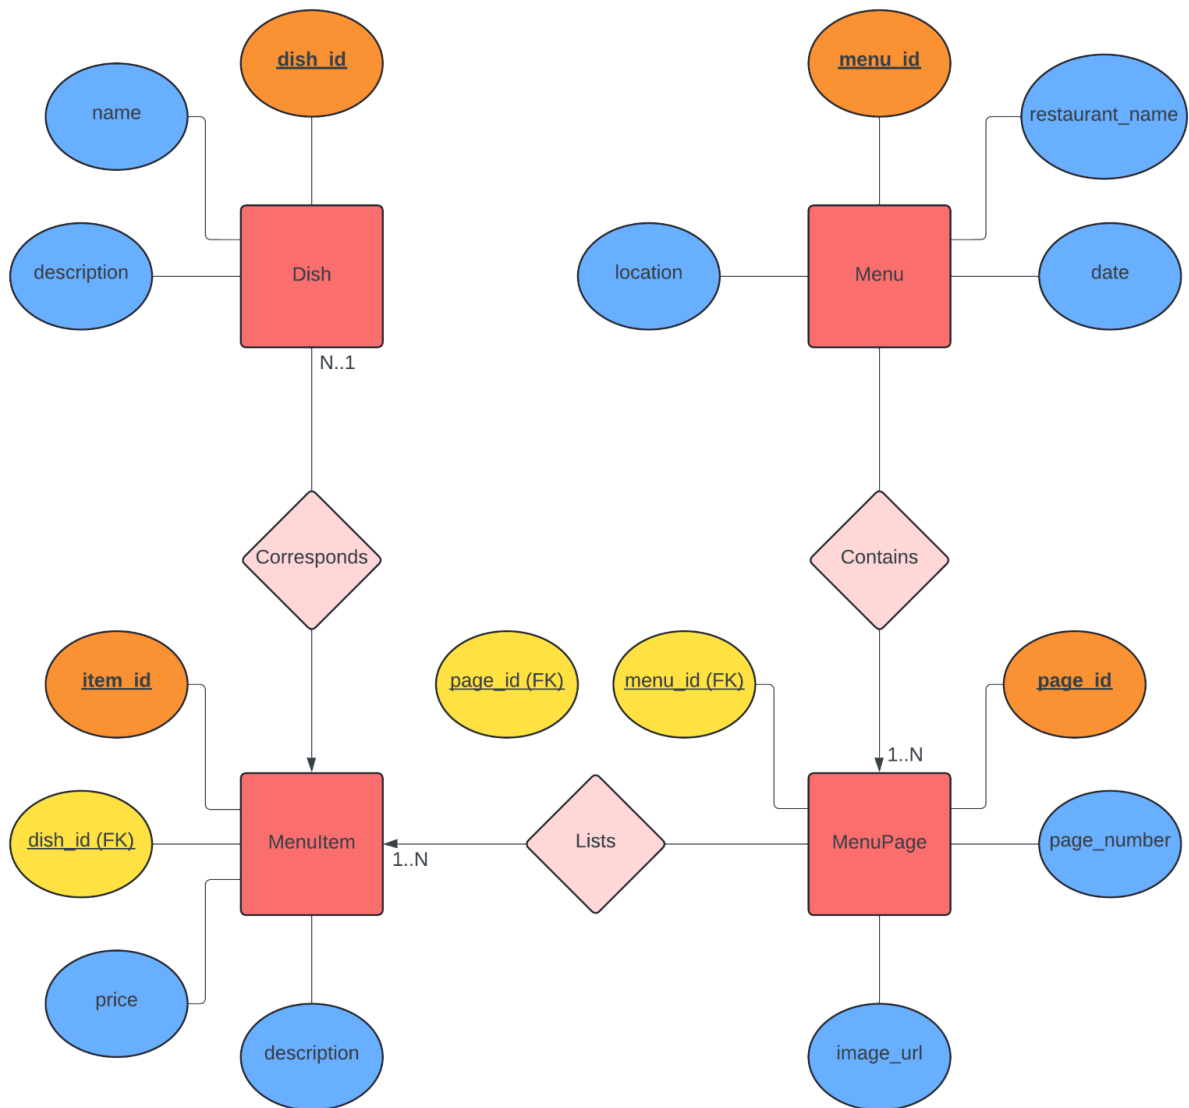 dish_id
menu_id
name
restaurant_name
description
Dish
location
Menu
date
N..1
Corresponds
Contains
item_id
page_id (FK)
menu_id (FK)
page_id
1..N
dish_id (FK)
MenuItem
1..N
Lists
MenuPage
page_number
price
description
image_url